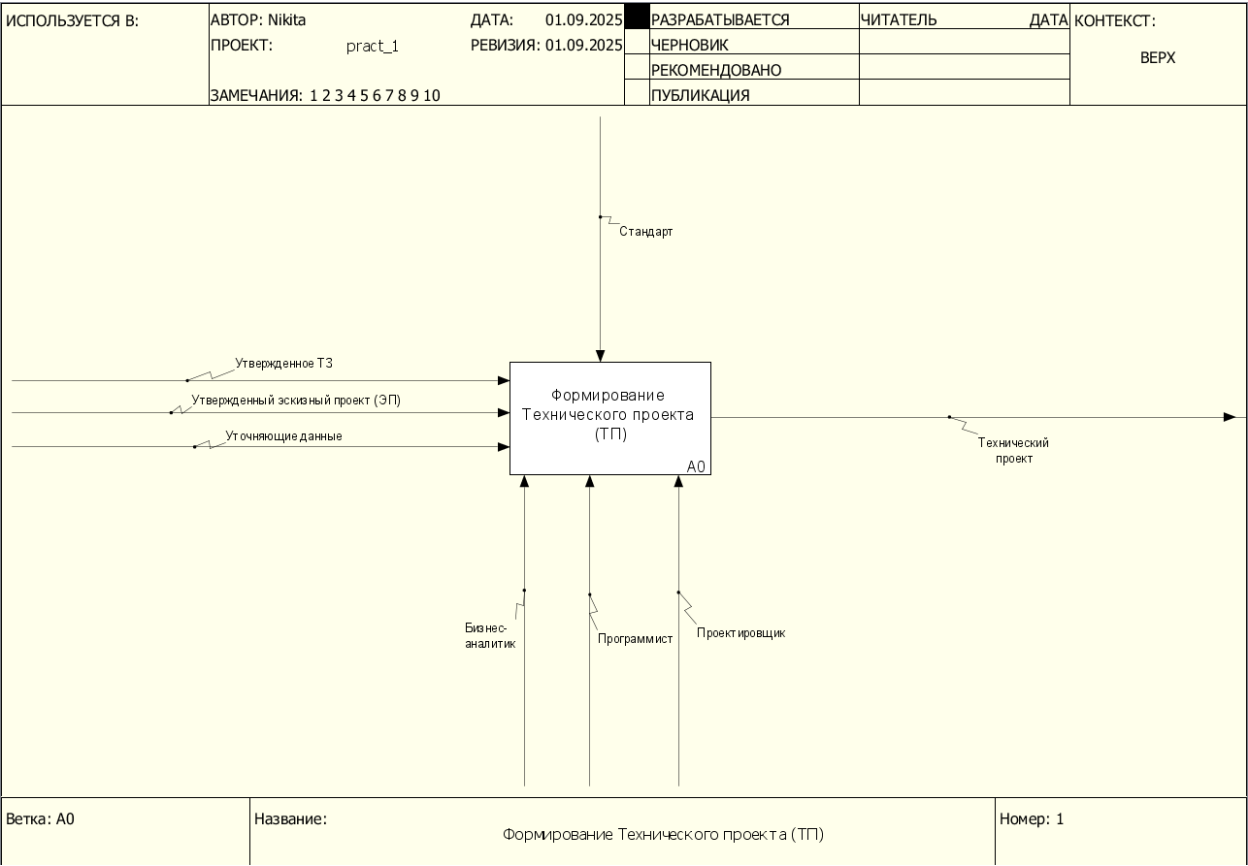 ИСПОЛЬЗУЕТСЯ В:
АВТОР: Nikita
ДАТА: 01.09.2025
ПРОЕКТ: pract_1
РЕВИЗИЯ: 01.09.2025
ЗАМЕЧАНИЯ: 1 2 3 4 5 6 7 8 9 10
РАЗРАБАТЫВАЕТСЯ
ЧЕРНОВИК
РЕКОМЕНДОВАНО
ПУБЛИКАЦИЯ
ЧИТАТЕЛЬ
ДАТА
КОНТЕКСТ:
ВЕРХ
Стандарт
Утвержденное ТЗ
Утвержденный эскизный проект (ЭП)
Уточняющие данные
Формирование
Технического проекта
(ТП)
A0
Технический
проект
Бизнес-
аналитик
Программист
Проектировщик
Ветка: A0
Название:
Формирование Технического проекта (ТП)
Номер: 1